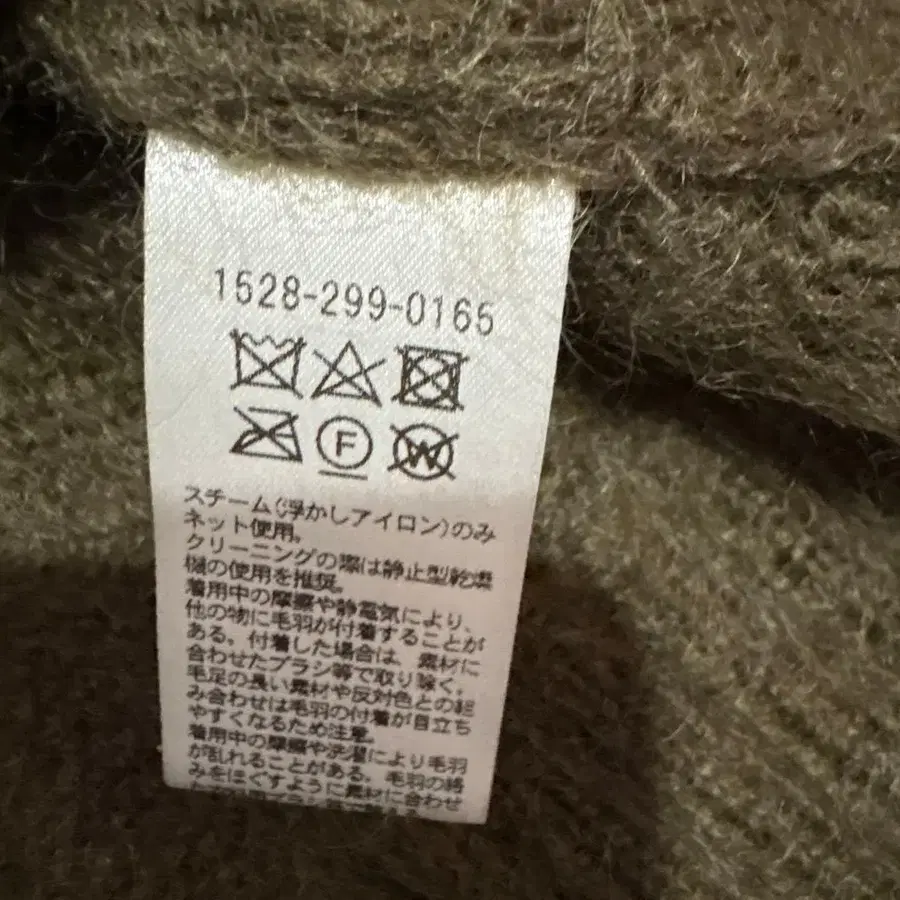 1528-299-0165
F W
スチーム(浮かしアイロン)のみ
ネット使用。
クリーニングの際は静止型乾燥
機の使用を推奨。
着用中の摩擦や静電気により、
他の物に毛羽が付着することが
ある。付着した場合は、素材に
合わせたブラシ等で取り除く。
毛足の長い素材や反対色との組
み合わせは毛羽の付着が目立ち
やすくなるため注意。
着用中の摩擦や洗濯により毛羽
が乱れることがある。毛羽の絡
みをほぐすように素材に合わせ